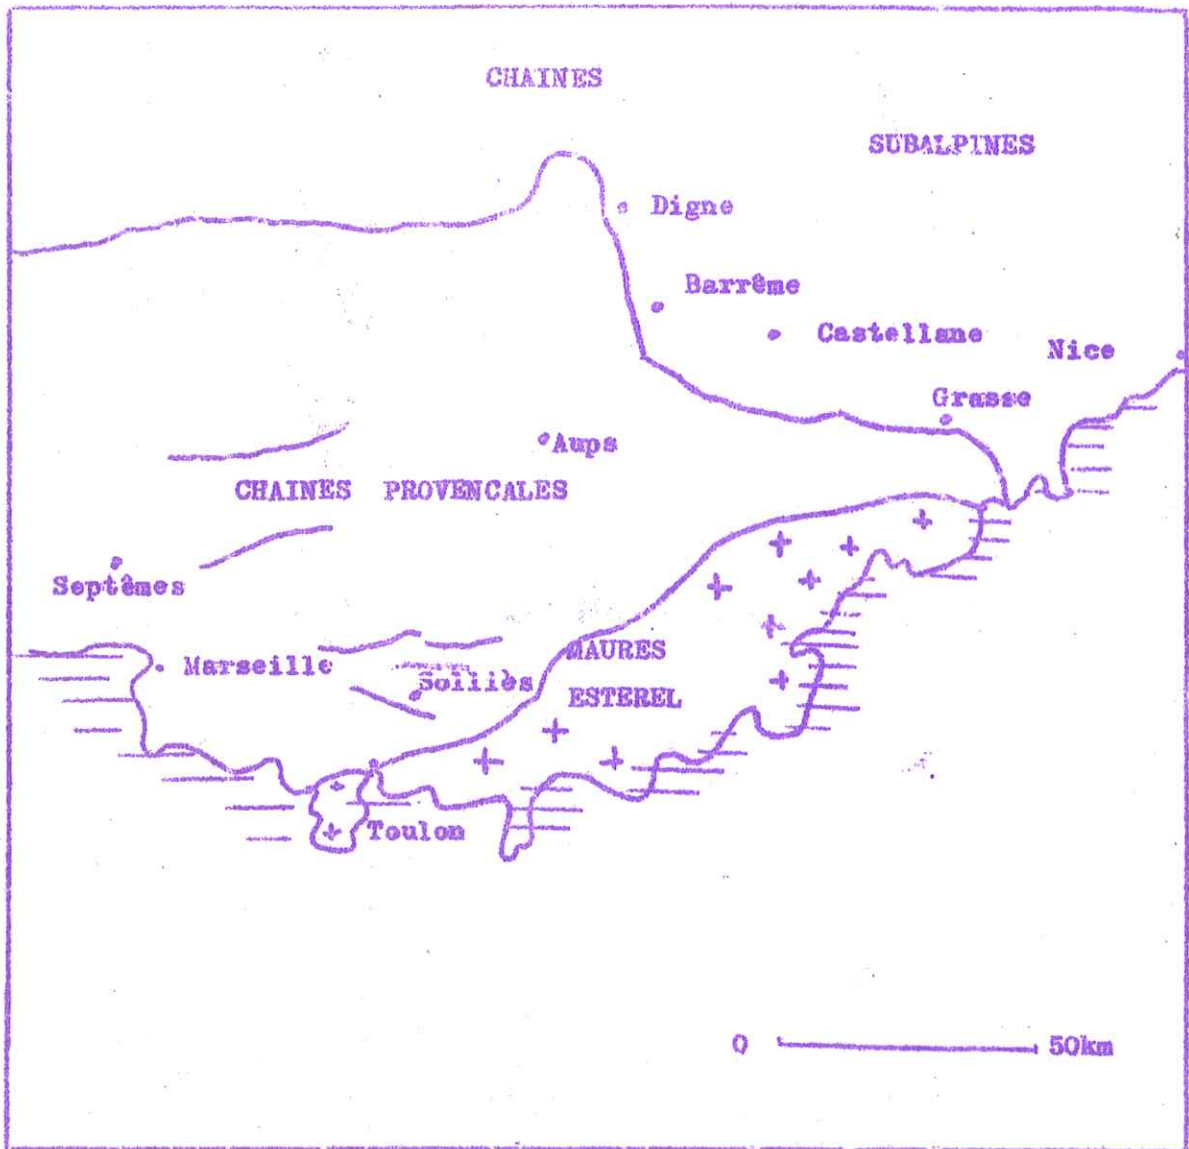 CHAINES
SUBALPINES
Digne
Barrême
Castellane
Nice
Grasse
Aups
CHAINES PROVENCALES
Septêmes
MAURES
Marseille
Solliès
ESTEREL
Toulon
0 50km